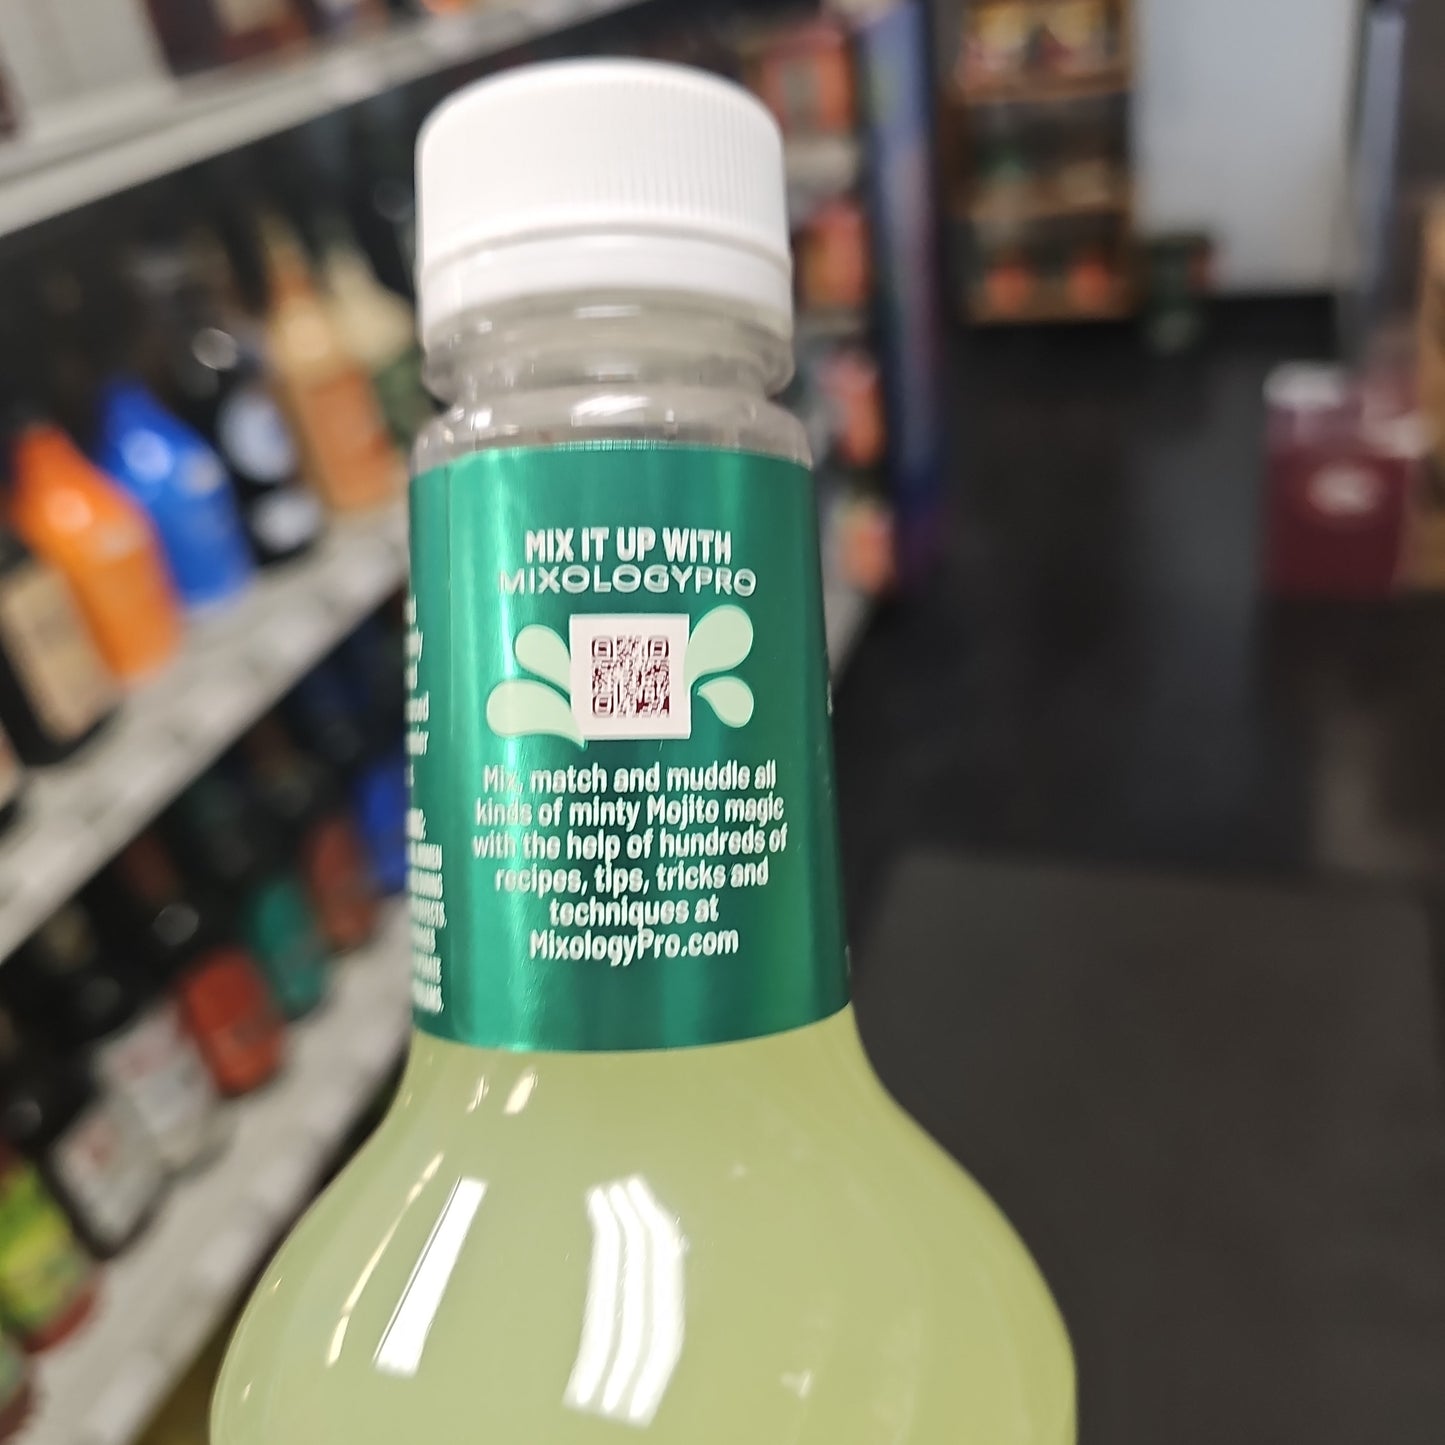 MIX IT UP WITH
MIXOLOGYPRO
Mix, match and muddle all
kinds of minty Mojito magic
with the help of hundreds of
recipes, tips, tricks and
techniques at
MixologyPro.com